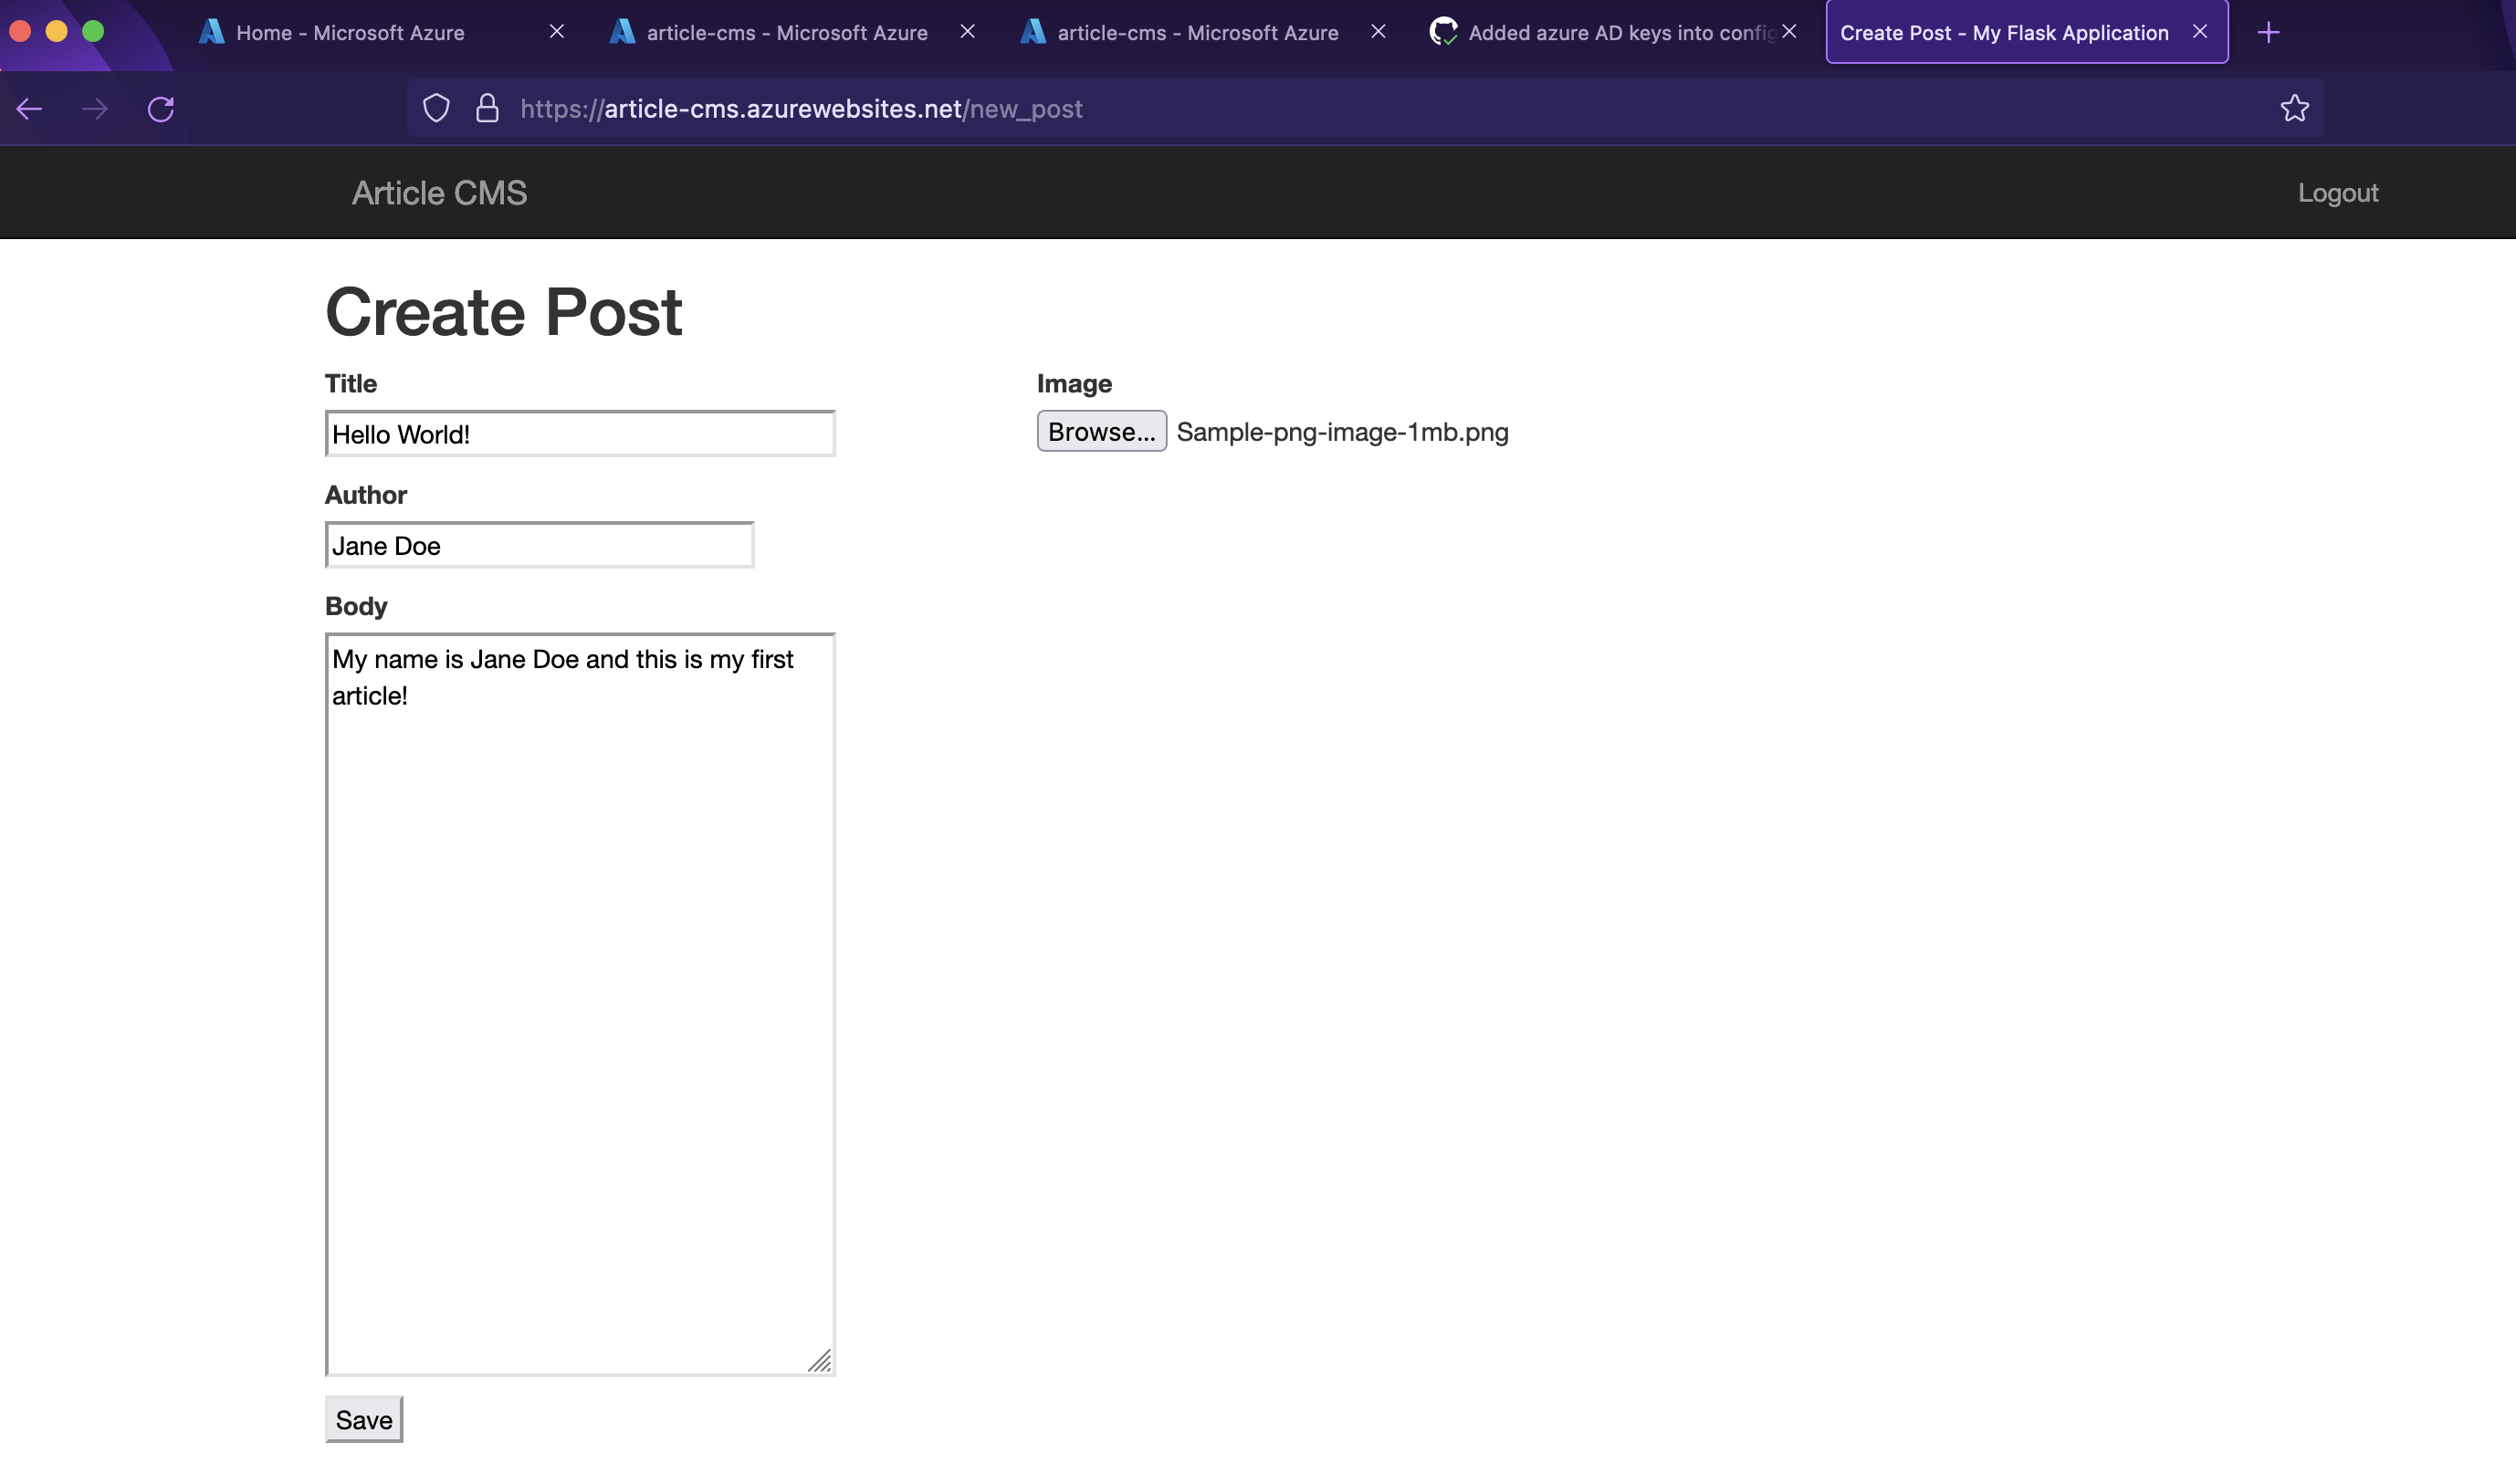 Home - Microsoft Azure
article-cms - Microsoft Azure
article-cms - Microsoft Azure
Added azure AD keys into config
Create Post - My Flask Application
https://article-cms.azurewebsites.net/new_post
Article CMS
Logout
Create Post
Title
Hello World!
Image
Browse... Sample-png-image-1mb.png
Author
Jane Doe
Body
My name is Jane Doe and this is my first
article!
Save